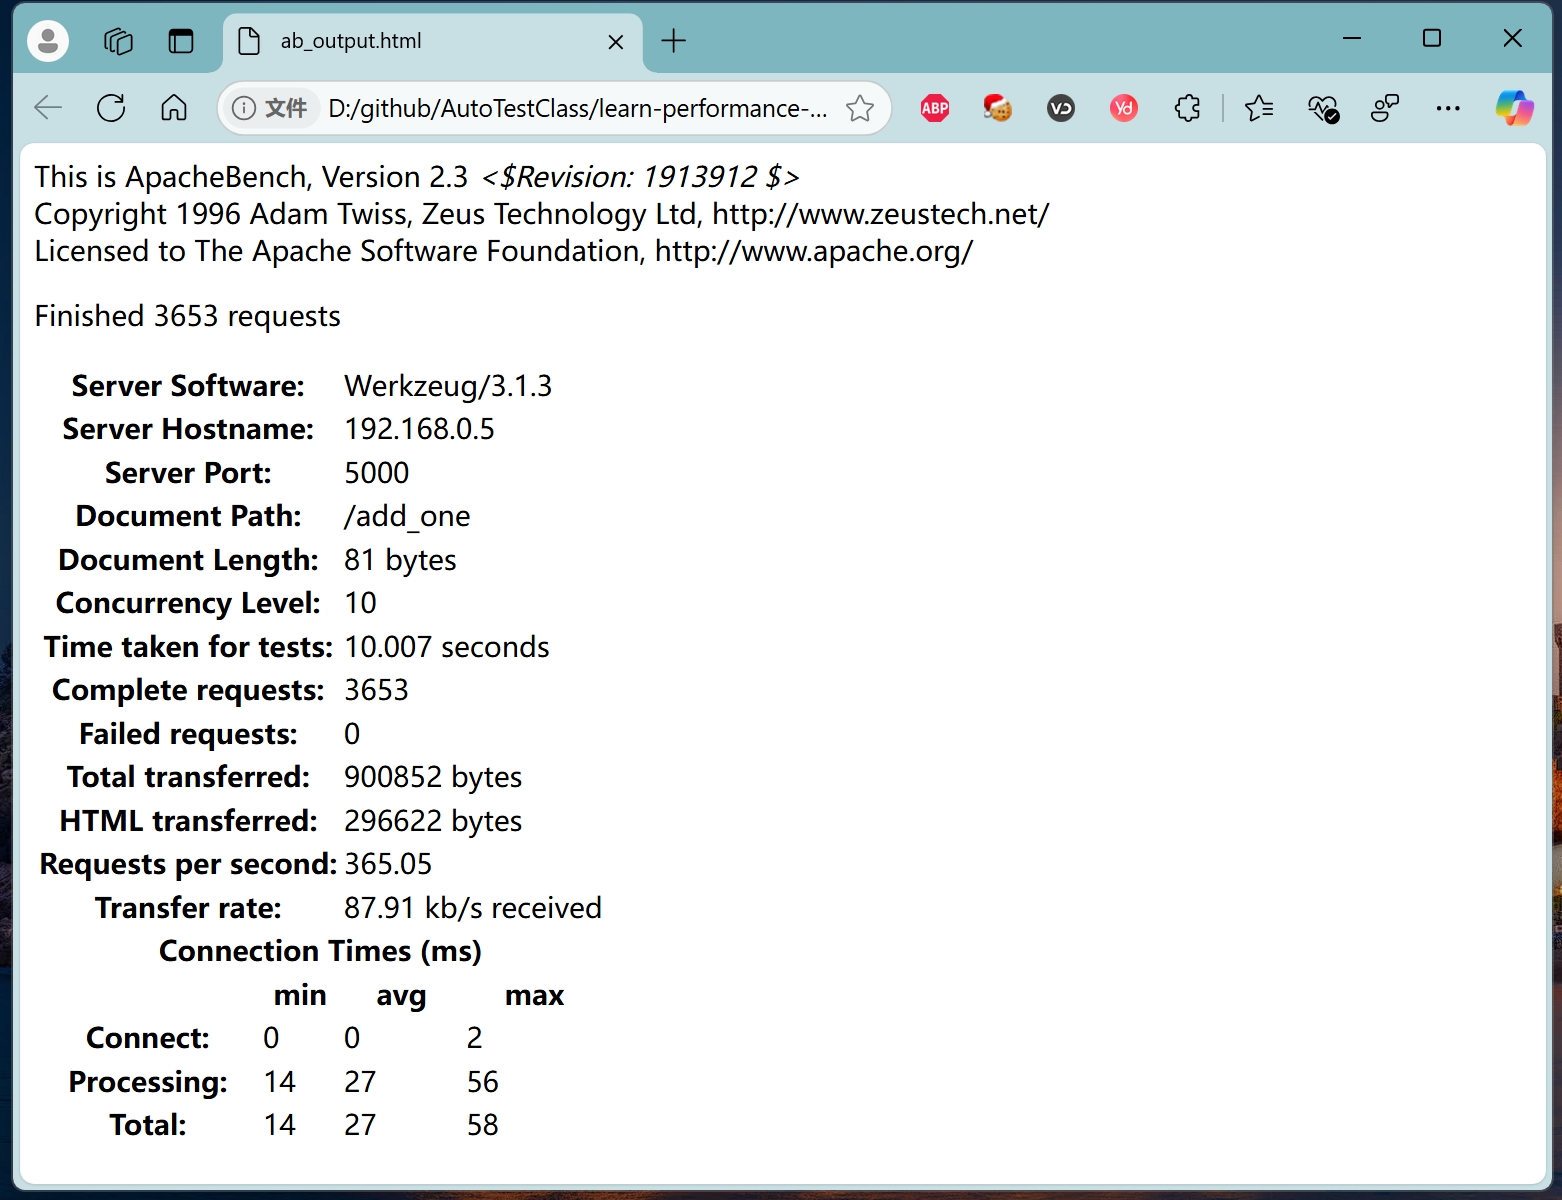 ab_output.html
文件 D:/github/AutoTestClass/learn-performance-...
ABP
This is ApacheBench, Version 2.3 <$Revision: 1913912 $>
Copyright 1996 Adam Twiss, Zeus Technology Ltd, http://www.zeustech.net/
Licensed to The Apache Software Foundation, http://www.apache.org/
Finished 3653 requests
Server Software: Werkzeug/3.1.3
Server Hostname: 192.168.0.5
Server Port: 5000
Document Path: /add_one
Document Length: 81 bytes
Concurrency Level: 10
Time taken for tests: 10.007 seconds
Complete requests: 3653
Failed requests: 0
Total transferred: 900852 bytes
HTML transferred: 296622 bytes
Requests per second: 365.05
Transfer rate: 87.91 kb/s received
Connection Times (ms)
min avg max
Connect: 0 0 2
Processing: 14 27 56
Total: 14 27 58